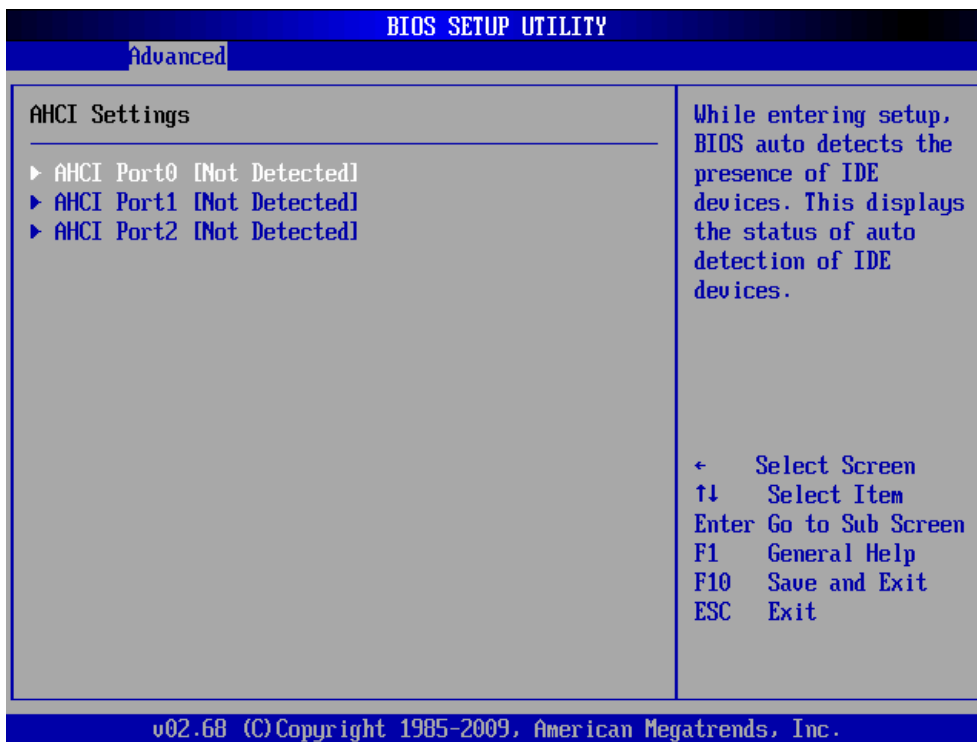 BIOS SETUP UTILITY
Advanced
AHCI Settings
▶ AHCI Port0 [Not Detected]
▶ AHCI Port1 [Not Detected]
▶ AHCI Port2 [Not Detected]
While entering setup,
BIOS auto detects the
presence of IDE
devices. This displays
the status of auto
detection of IDE
devices.
← Select Screen
↑↓ Select Item
Enter Go to Sub Screen
F1 General Help
F10 Save and Exit
ESC Exit
v02.68 (C)Copyright 1985-2009, American Megatrends, Inc.